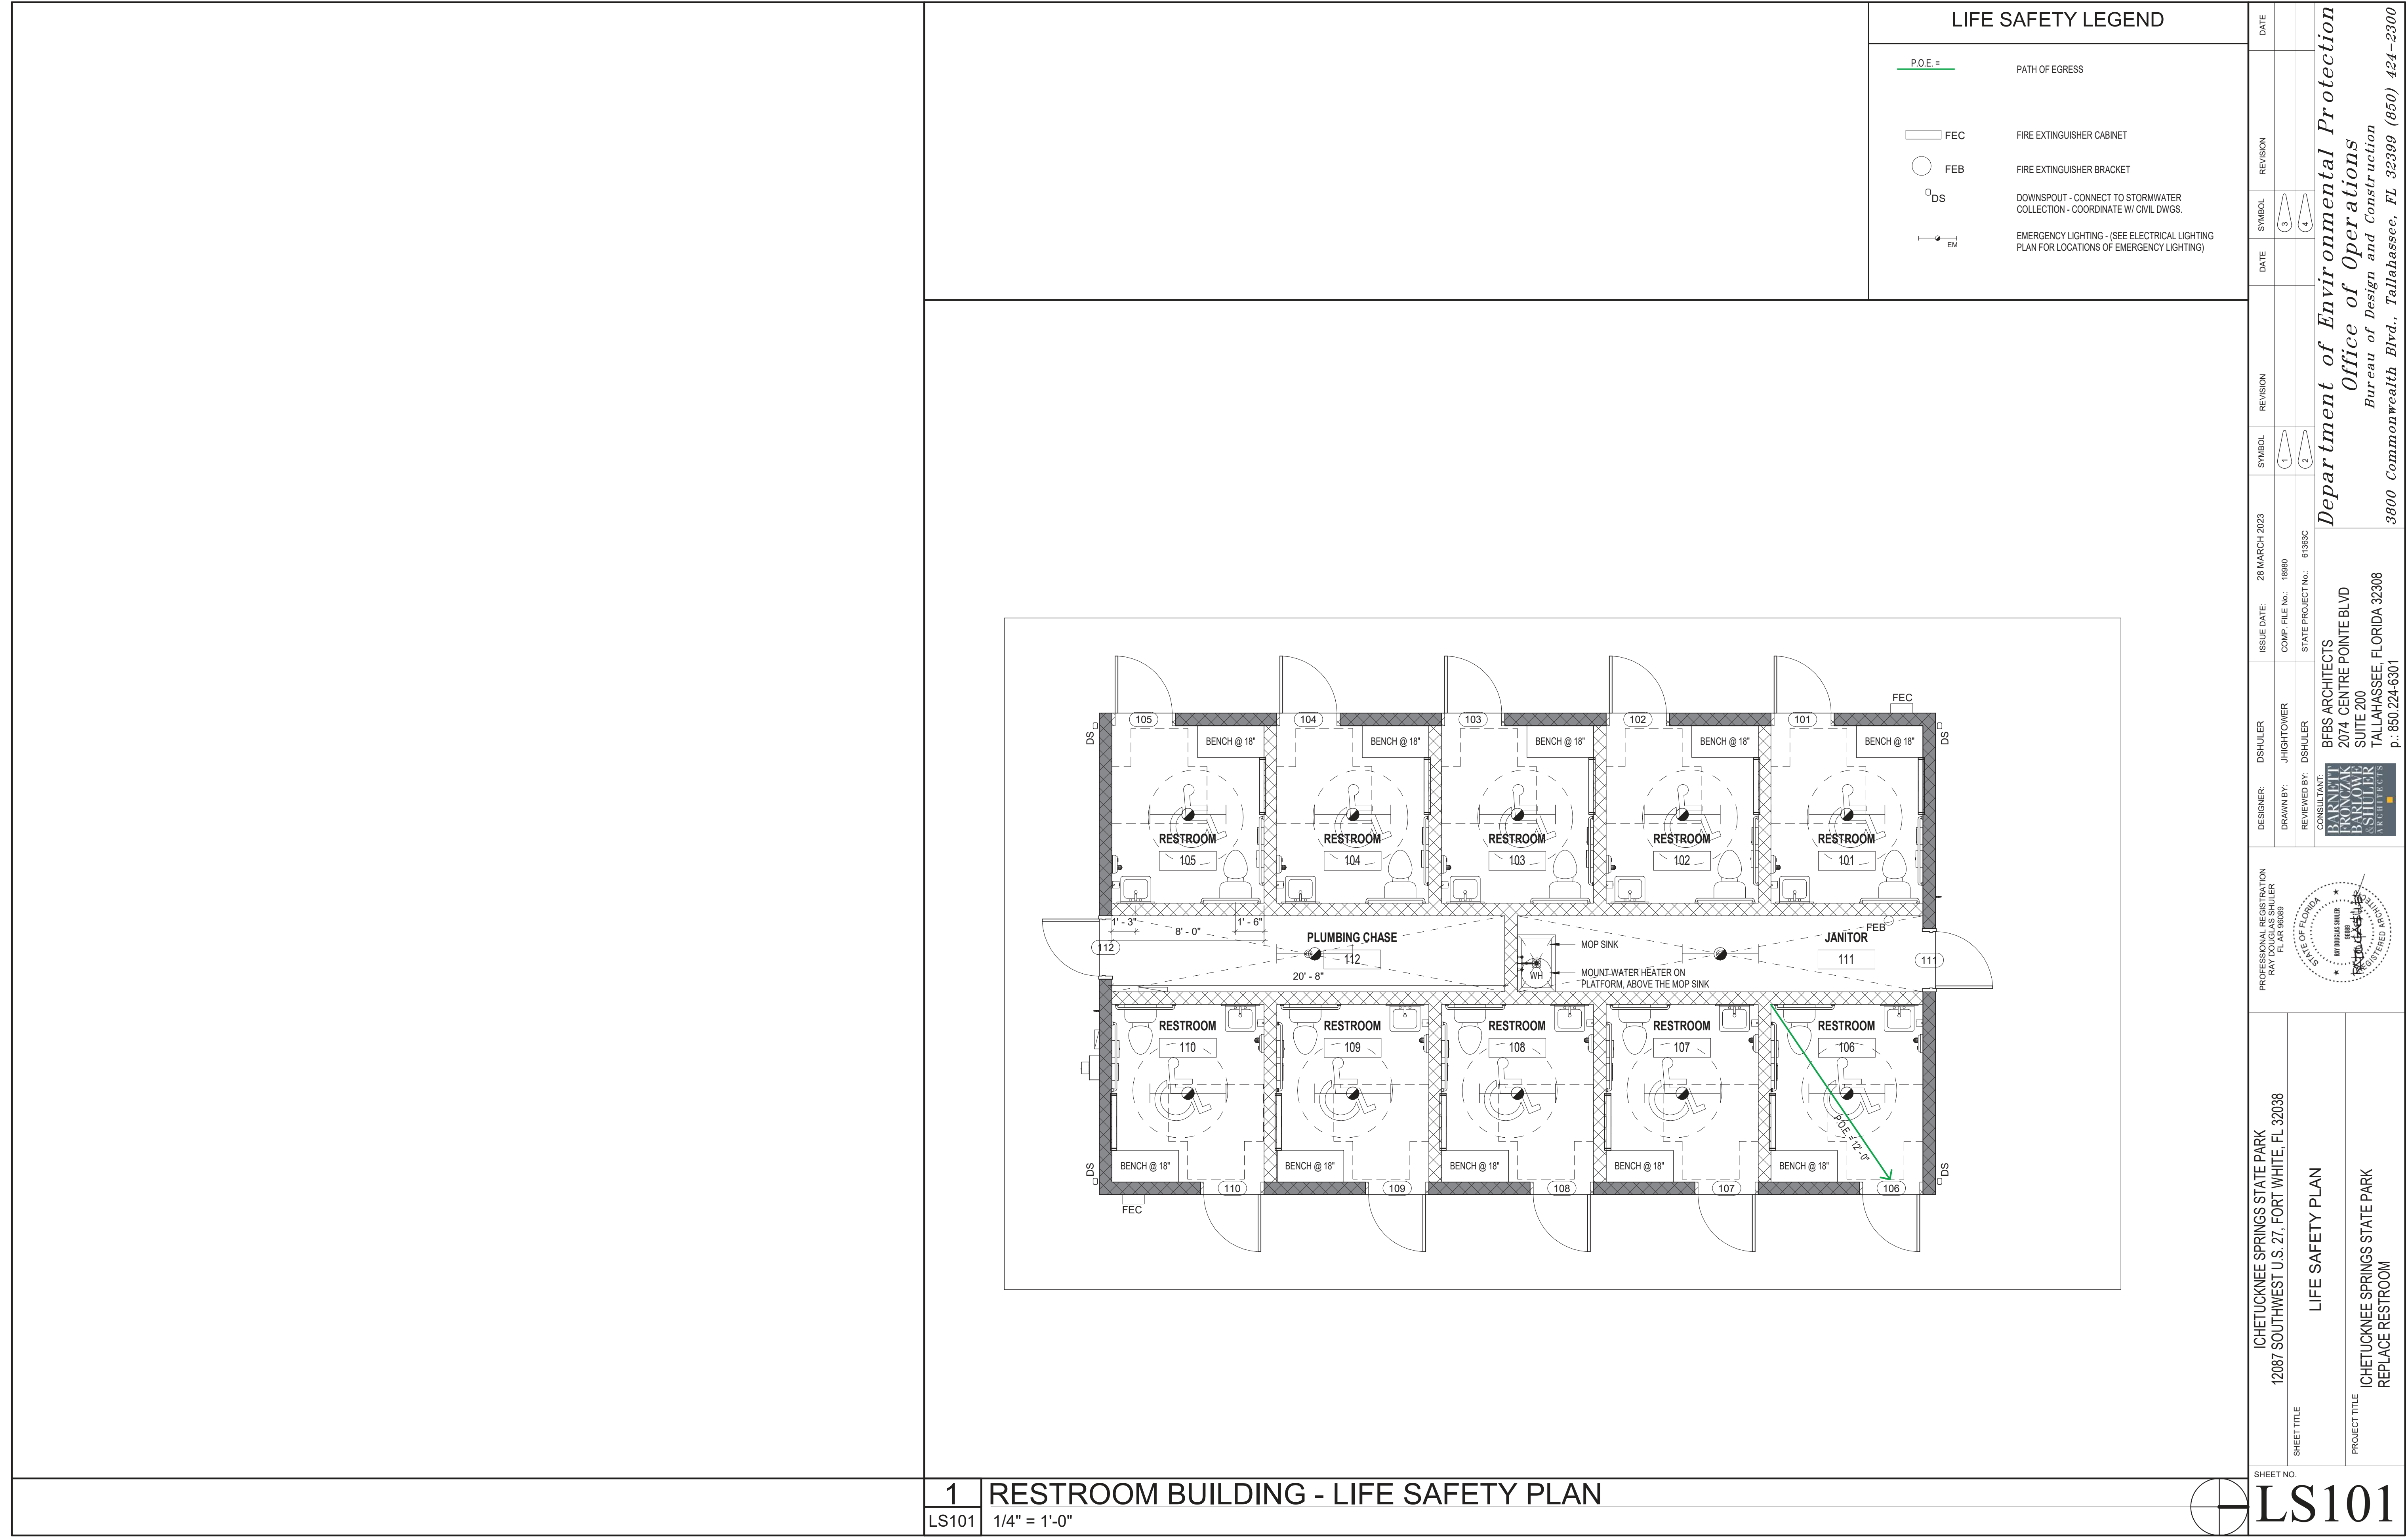 LIFE SAFETY LEGEND
P.O.E. =
PATH OF EGRESS
FEC
FIRE EXTINGUISHER CABINET
FEB
FIRE EXTINGUISHER BRACKET
DS
DOWNSPOUT - CONNECT TO STORMWATER
COLLECTION - COORDINATE W/ CIVIL DWGS.
EM
EMERGENCY LIGHTING - (SEE ELECTRICAL LIGHTING
PLAN FOR LOCATIONS OF EMERGENCY LIGHTING)
FEC
105
104
103
102
101
DS
BENCH @ 18"
BENCH @ 18"
BENCH @ 18"
BENCH @ 18"
BENCH @ 18"
DS
RESTROOM
105
RESTROOM
104
RESTROOM
103
RESTROOM
102
RESTROOM
101
1' - 3"
8' - 0"
1' - 6"
112
PLUMBING CHASE
112
20' - 8"
MOP SINK
WH
MOUNT WATER HEATER ON
PLATFORM, ABOVE THE MOP SINK
FEB
JANITOR
111
111
RESTROOM
110
RESTROOM
109
RESTROOM
108
RESTROOM
107
RESTROOM
106
P.O.E. = 12' - 0"
DS
BENCH @ 18"
BENCH @ 18"
BENCH @ 18"
BENCH @ 18"
BENCH @ 18"
DS
110
109
108
107
106
FEC
1
LS101
RESTROOM BUILDING - LIFE SAFETY PLAN
1/4" = 1'-0"
DATE
REVISION
SYMBOL
3
4
DATE
REVISION
SYMBOL
1
2
Department of Environmental Protection
Office of Operations
Bureau of Design and Construction
3800 Commonwealth Blvd., Tallahassee, FL 32399 (850) 424-2300
ISSUE DATE: 28 MARCH 2023
COMP. FILE No.: 18980
STATE PROJECT No.: 61363C
DESIGNER: DSHULER
DRAWN BY: JHIGHTOWER
REVIEWED BY: DSHULER
CONSULTANT:
BFBS ARCHITECTS
2074 CENTRE POINTE BLVD
SUITE 200
TALLAHASSEE, FLORIDA 32308
p.: 850.224-6301
BARNETT
FRONCZAK
BARLOWE
& SHULER
ARCHITECTS
PROFESSIONAL REGISTRATION
RAY DOUGLAS SHULER
FL AR 96089
STATE OF FLORIDA
RAY DOUGLAS SHULER
96089
REGISTERED ARCHITECT
ICHETUCKNEE SPRINGS STATE PARK
12087 SOUTHWEST U.S. 27, FORT WHITE, FL 32038
SHEET TITLE
LIFE SAFETY PLAN
PROJECT TITLE
ICHETUCKNEE SPRINGS STATE PARK
REPLACE RESTROOM
SHEET NO.
LS101